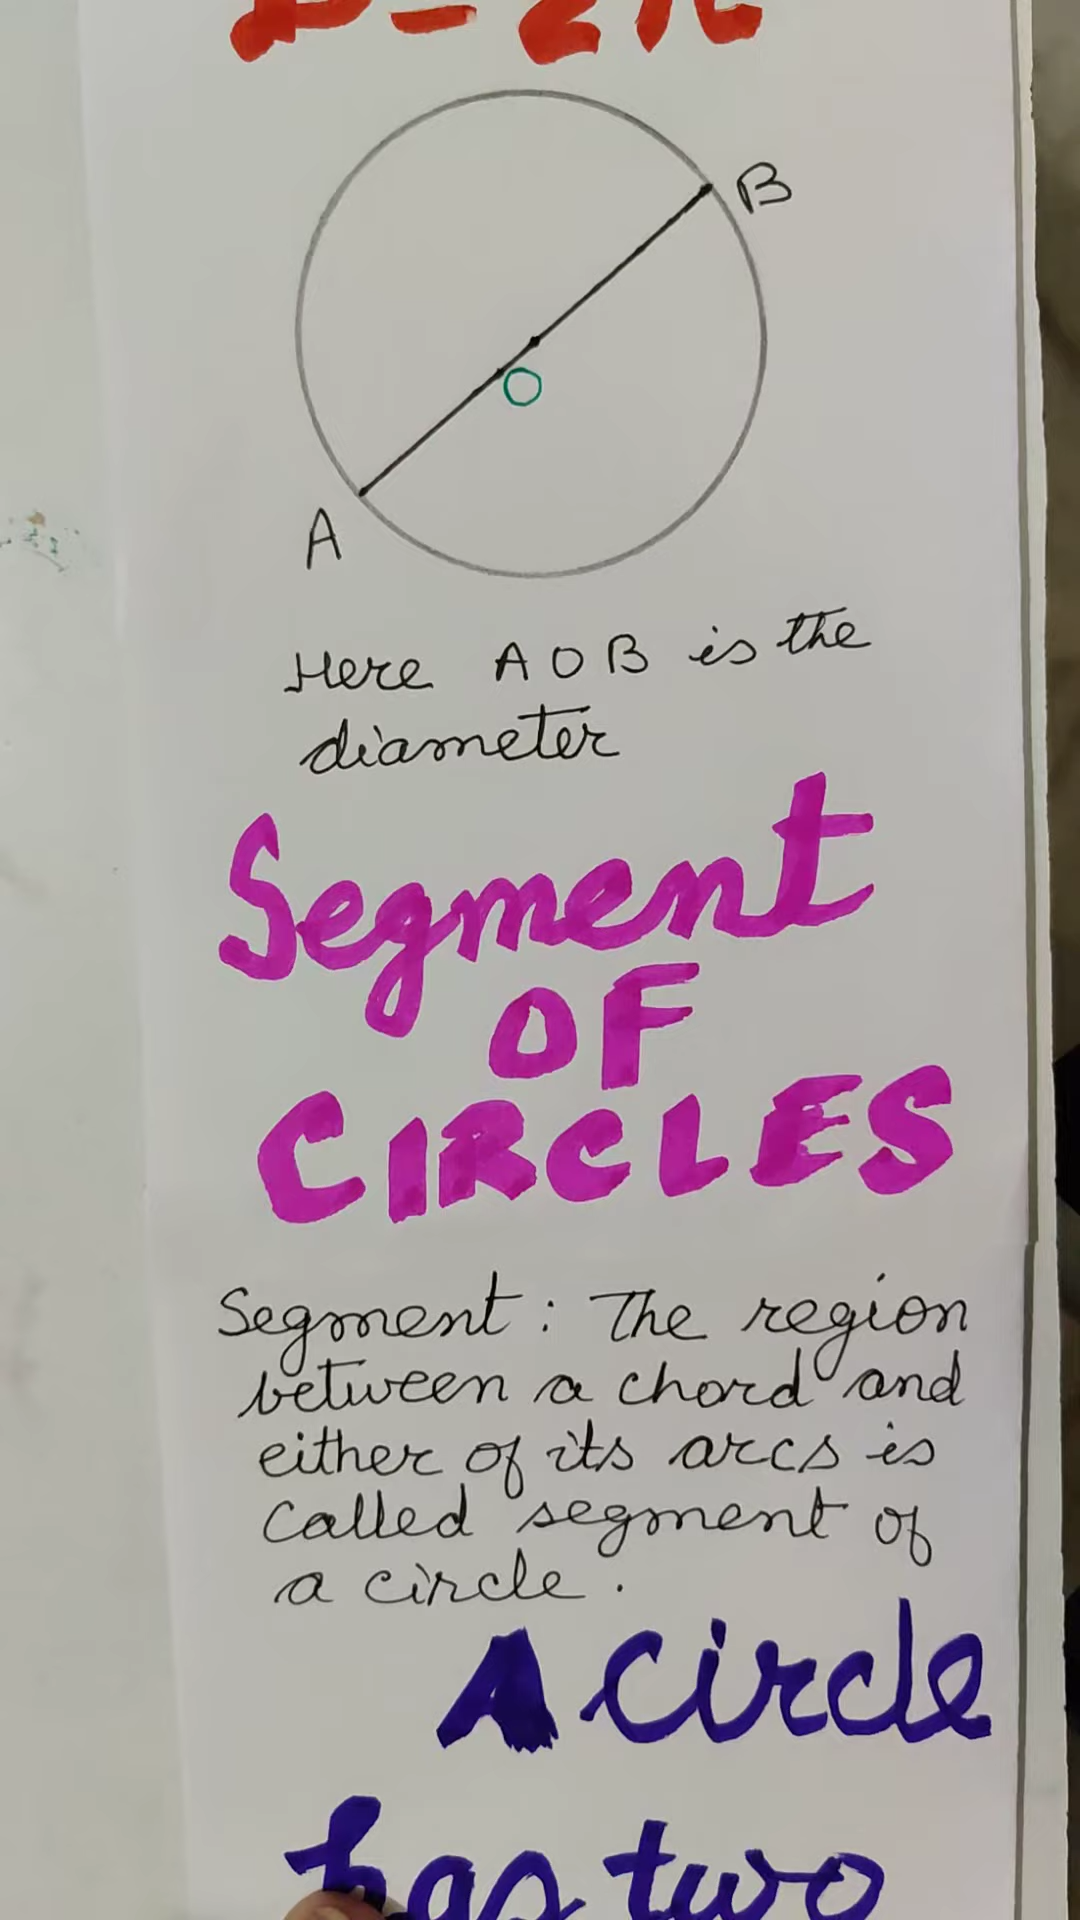 B
O
A
Here AOB is the
diameter
Segment
OF
CIRCLES
Segment : The region
between a chord and
either of its arcs is
called segment of
a circle .
A circle
has two